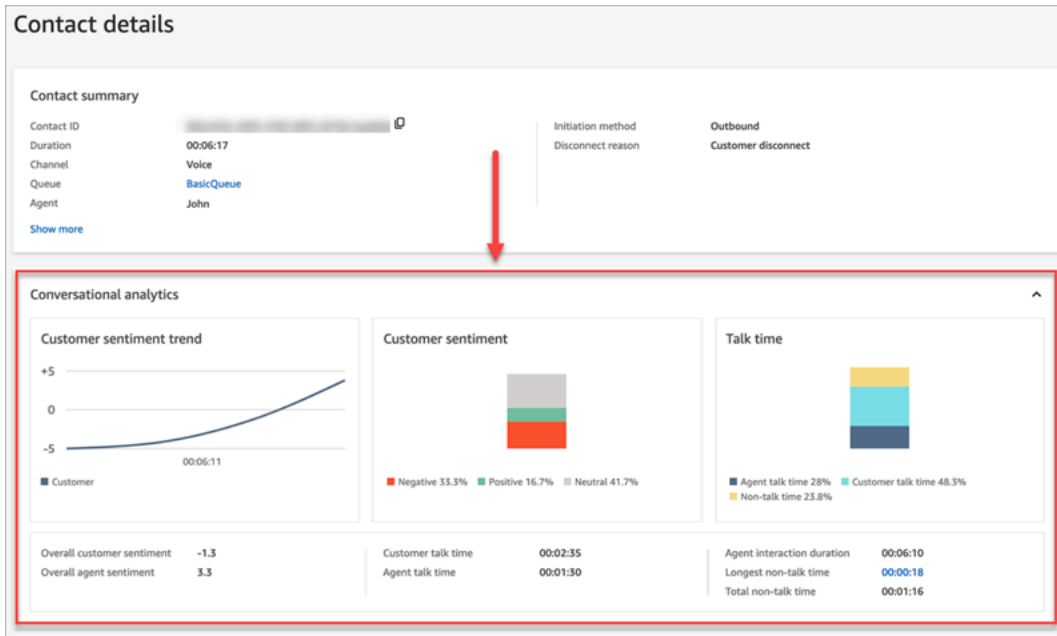 Contact details
Contact summary
Contact ID
Duration 00:06:17
Channel Voice
Queue BasicQueue
Agent John
Show more
Initiation method Outbound
Disconnect reason Customer disconnect
Conversational analytics
Customer sentiment trend
+5
0
-5
00:06:11
Customer
Customer sentiment
Negative 33.3% Positive 16.7% Neutral 41.7%
Talk time
Agent talk time 28% Customer talk time 48.3%
Non-talk time 23.8%
Overall customer sentiment -1.3
Overall agent sentiment 3.3
Customer talk time 00:02:35
Agent talk time 00:01:30
Agent interaction duration 00:06:10
Longest non-talk time 00:00:18
Total non-talk time 00:01:16